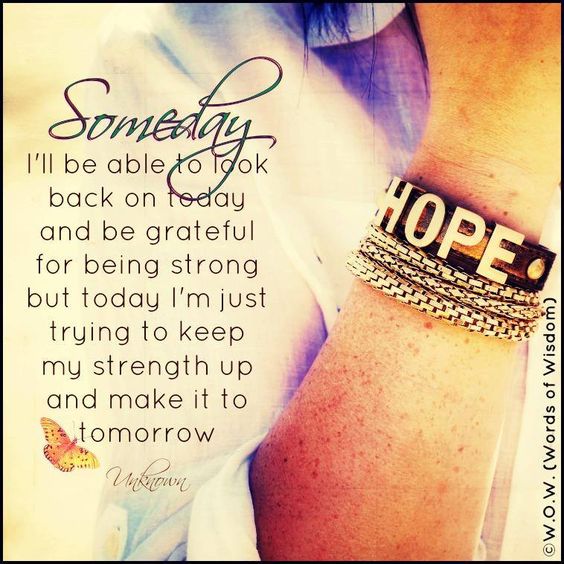 Someday
I'll be able to look
back on today
and be grateful
for being strong
but today I'm just
trying to keep
my strength up
and make it to
tomorrow
Unknown
HOPE
© W.O.W. (Words of Wisdom)